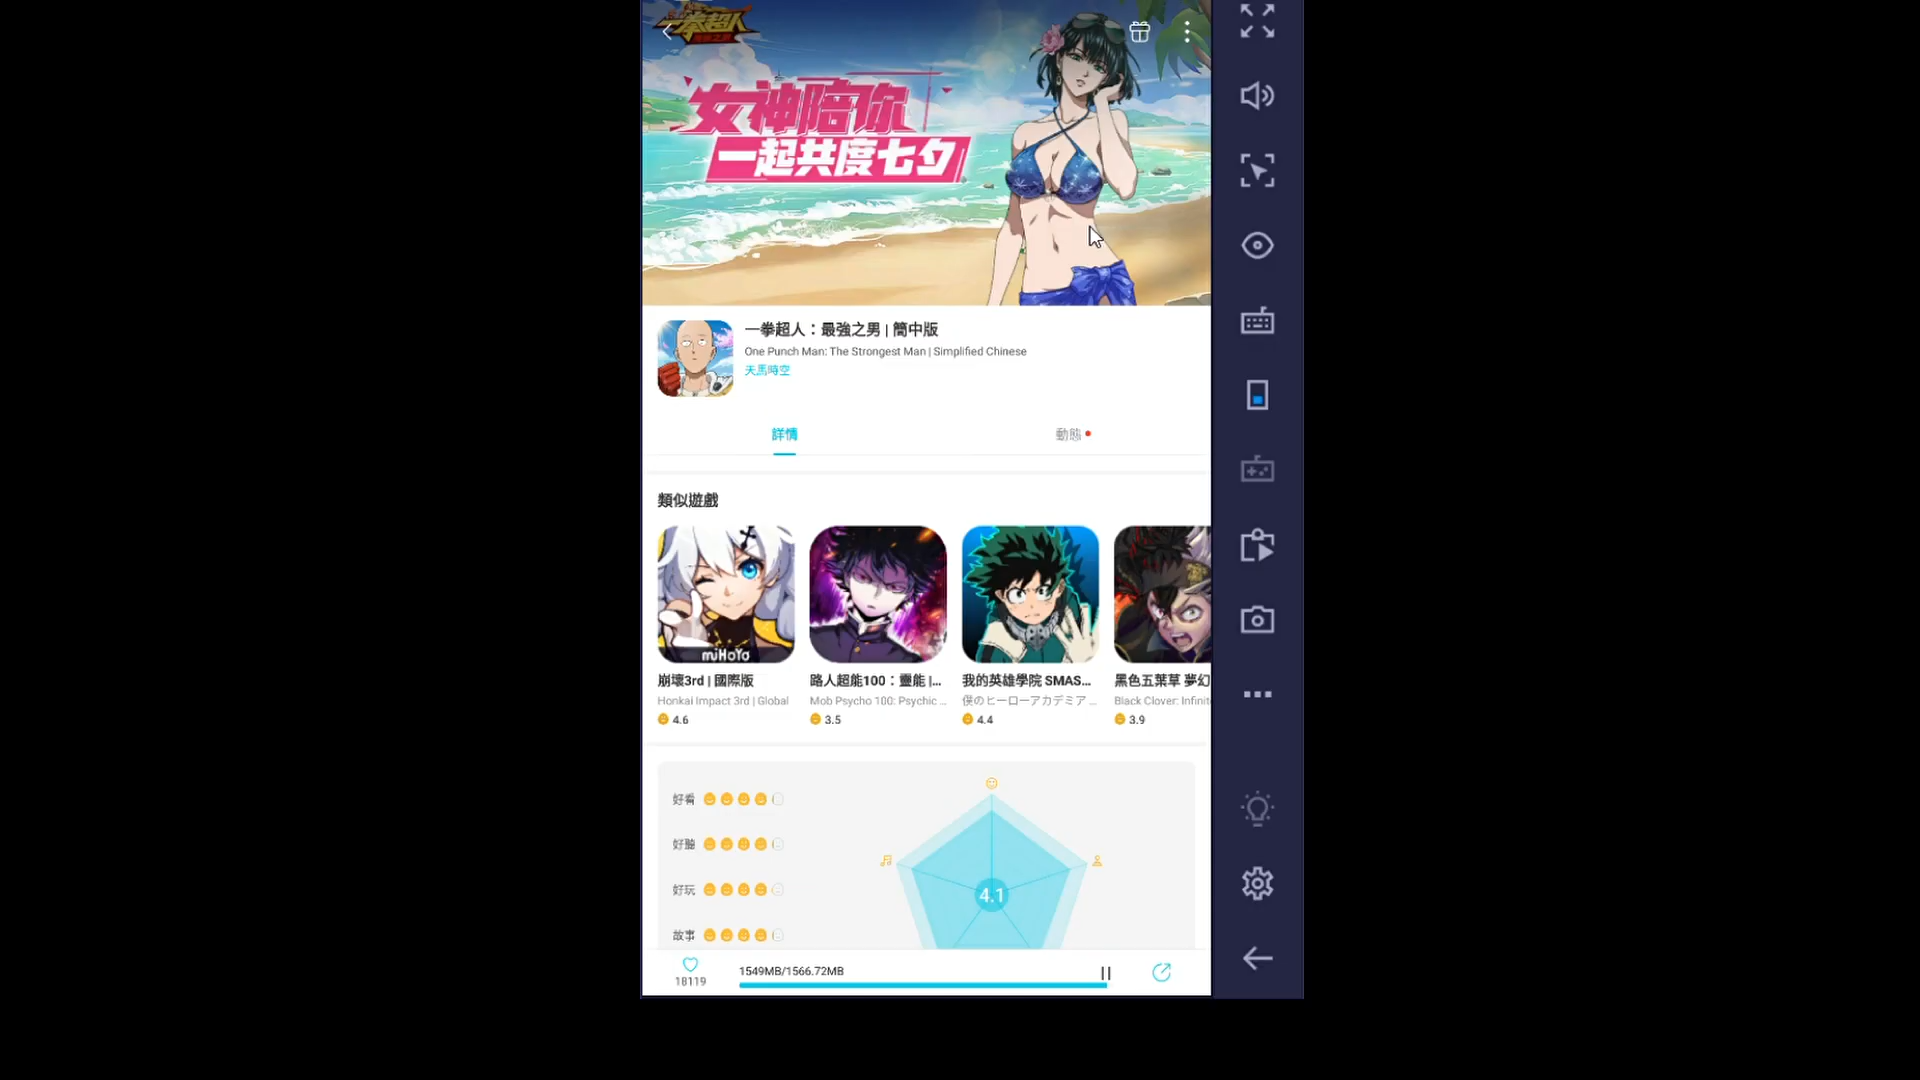 一拳超人
女神陪你
一起共度七夕
一拳超人：最強之男 | 簡中版
One Punch Man: The Strongest Man | Simplified Chinese
天馬時空
詳情
動態
類似遊戲
miHoYo
崩壞3rd | 國際版
Honkai Impact 3rd | Global
4.6
路人超能100：靈能 |...
Mob Psycho 100: Psychic ...
3.5
我的英雄學院 SMAS...
僕のヒーローアカデミア ...
4.4
黑色五葉草 夢幻
Black Clover: Infinit
3.9
好看
好聽
好玩
故事
4.1
18119
1549MB/1566.72MB